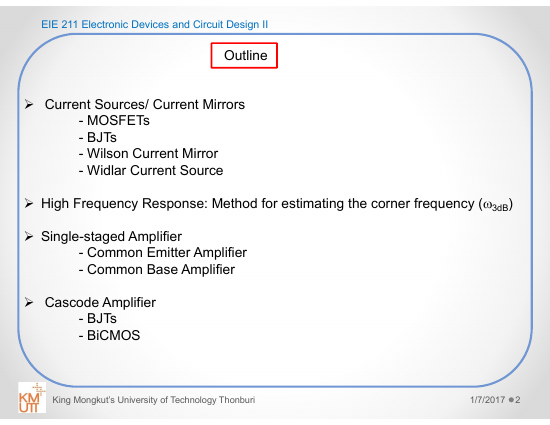 EIE 211 Electronic Devices and Circuit Design II
Outline
➢ Current Sources/ Current Mirrors
- MOSFETs
- BJTs
- Wilson Current Mirror
- Widlar Current Source
➢ High Frequency Response: Method for estimating the corner frequency (ω3dB)
➢ Single-staged Amplifier
- Common Emitter Amplifier
- Common Base Amplifier
➢ Cascode Amplifier
- BJTs
- BiCMOS
KMUTT
King Mongkut's University of Technology Thonburi
1/7/2017 ●2